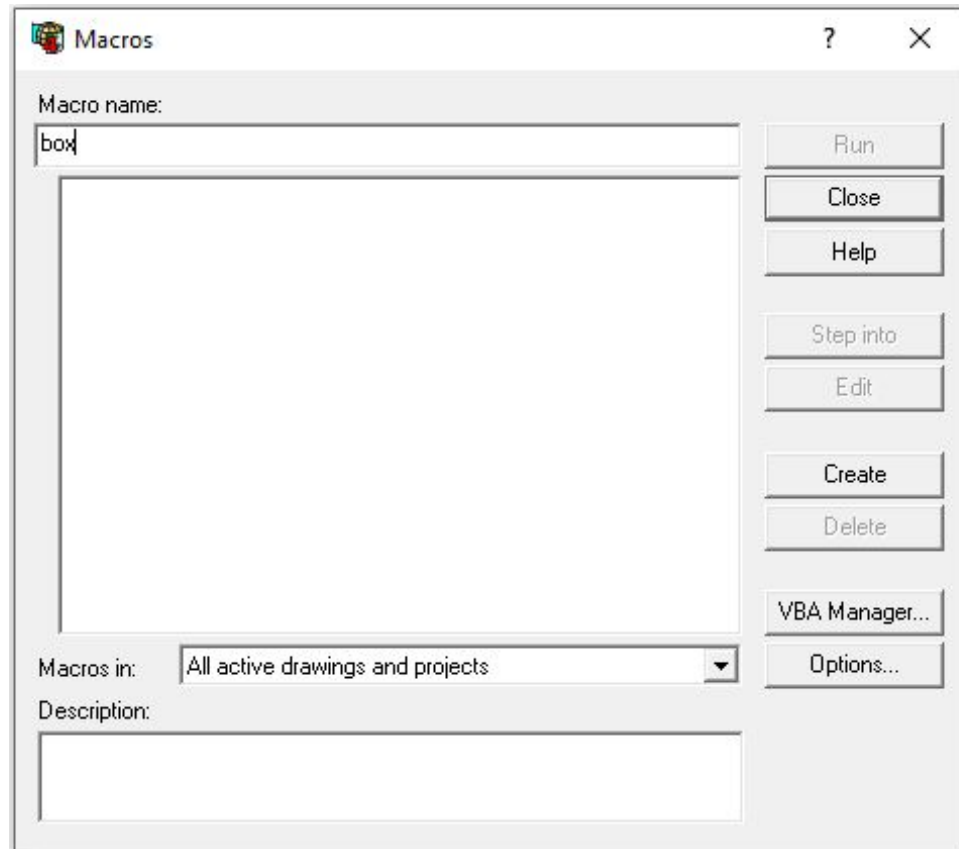 Macros
?
Macro name:
box
Run
Close
Help
Step into
Edit
Create
Delete
VBA Manager...
Macros in:
All active drawings and projects
Options...
Description: